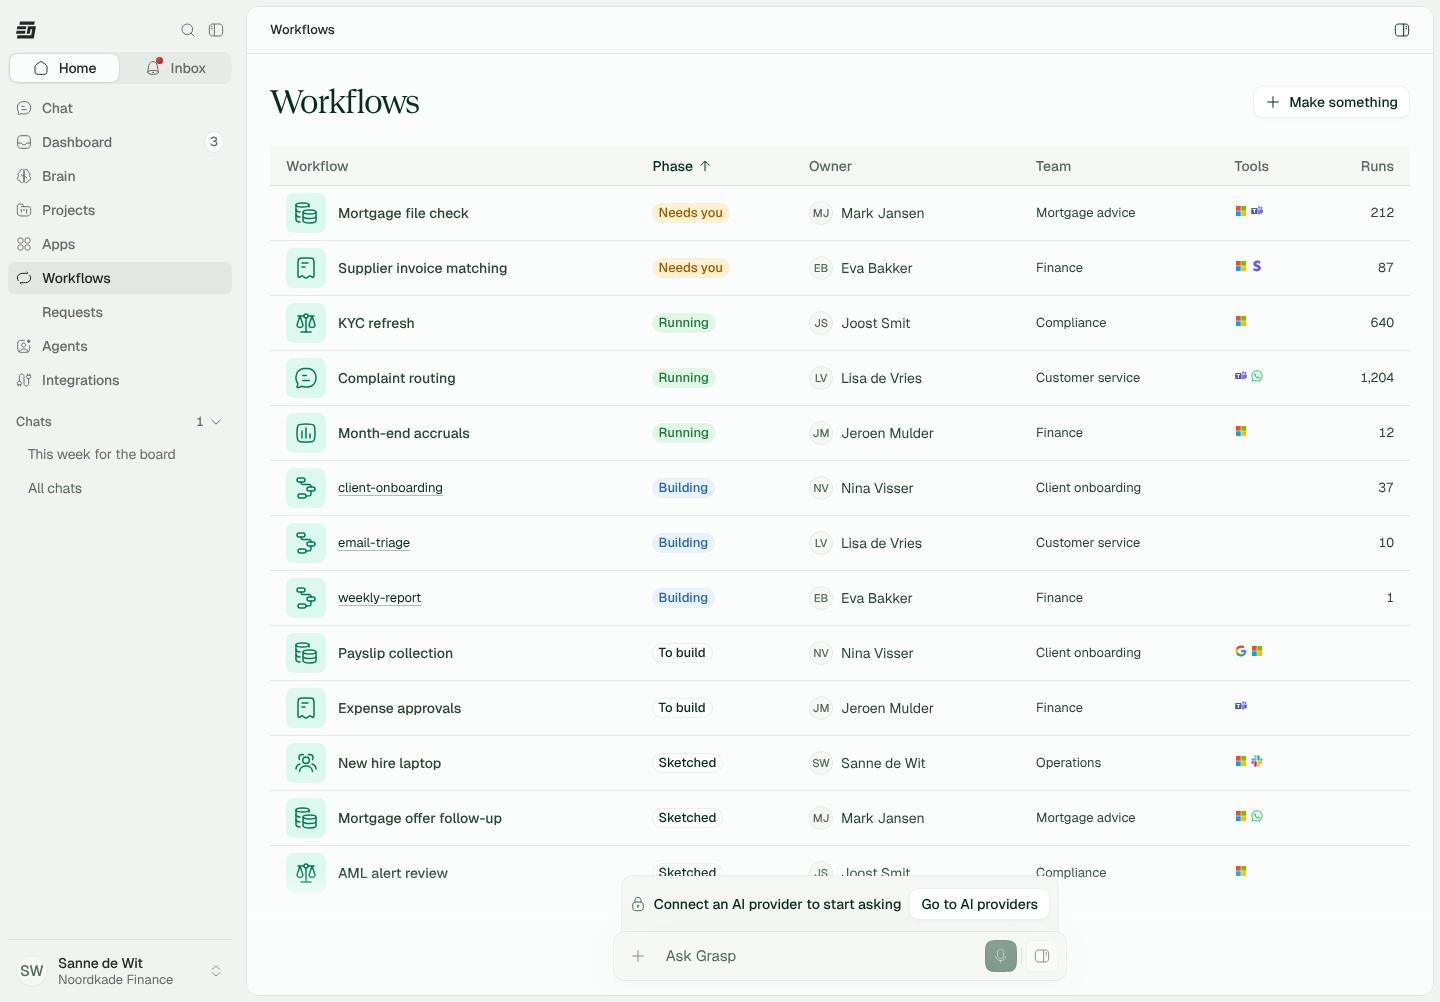 Home
Inbox
Chat
Dashboard 3
Brain
Projects
Apps
Workflows
Requests
Agents
Integrations
Chats 1
This week for the board
All chats
SW
Sanne de Wit
Noordkade Finance
Workflows
Workflows
Make something
Workflow Phase Owner Team Tools Runs
Mortgage file check Needs you MJ Mark Jansen Mortgage advice 212
Supplier invoice matching Needs you EB Eva Bakker Finance 87
KYC refresh Running JS Joost Smit Compliance 640
Complaint routing Running LV Lisa de Vries Customer service 1,204
Month-end accruals Running JM Jeroen Mulder Finance 12
client-onboarding Building NV Nina Visser Client onboarding 37
email-triage Building LV Lisa de Vries Customer service 10
weekly-report Building EB Eva Bakker Finance 1
Payslip collection To build NV Nina Visser Client onboarding
Expense approvals To build JM Jeroen Mulder Finance
New hire laptop Sketched SW Sanne de Wit Operations
Mortgage offer follow-up Sketched MJ Mark Jansen Mortgage advice
AML alert review Sketched JS Joost Smit Compliance
Connect an AI provider to start asking Go to AI providers
Ask Grasp